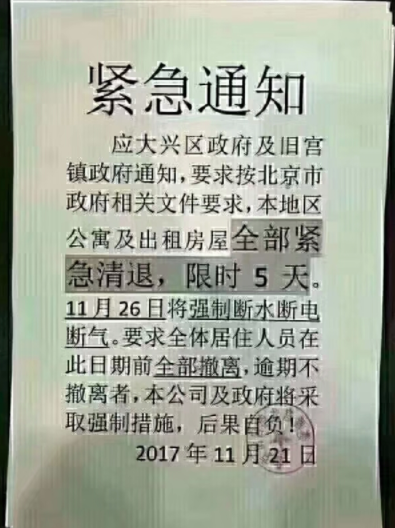 紧急通知
应大兴区政府及旧宫
镇政府通知，要求按北京市
政府相关文件要求，本地区
公寓及出租房屋全部紧
急清退，限时 5 天。
11月26日将强制断水断电
断气。要求全体居住人员在
此日期前全部撤离，逾期不
撤离者，本公司及政府将采
取强制措施，后果自负！
2017 年 11 月 21 日